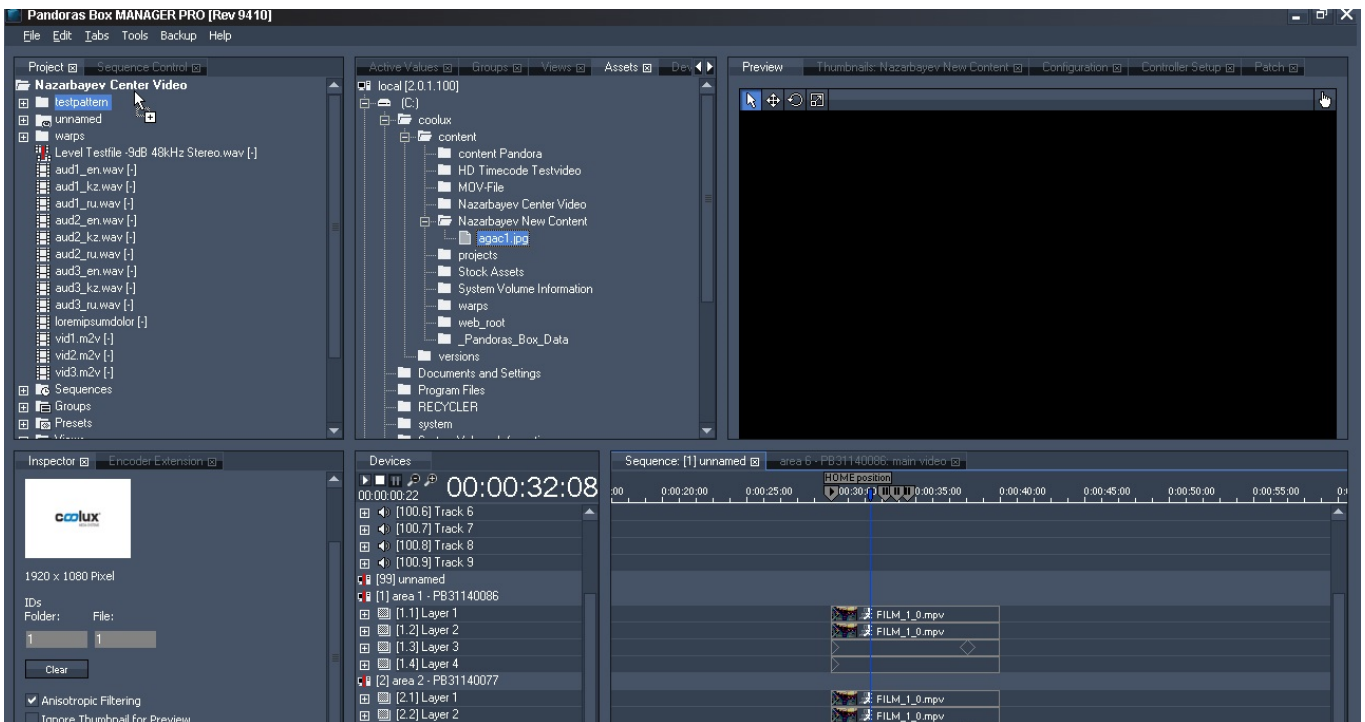 Pandoras Box MANAGER PRO [Rev 9410]
File Edit Tabs Tools Backup Help
Project Sequence Control
Nazarbayev Center Video
testpattern
unnamed
warps
Level Testfile -9dB 48kHz Stereo.wav [-]
aud1_en.wav [-]
aud1_kz.wav [-]
aud1_ru.wav [-]
aud2_en.wav [-]
aud2_kz.wav [-]
aud2_ru.wav [-]
aud3_en.wav [-]
aud3_kz.wav [-]
aud3_ru.wav [-]
loremipsumdolor [-]
vid1.m2v [-]
vid2.m2v [-]
vid3.m2v [-]
Sequences
Groups
Presets
Active Values Groups Views Assets
local [2.0.1.100]
(C:)
coolux
content
content Pandora
HD Timecode Testvideo
MOV-File
Nazarbayev Center Video
Nazarbayev New Content
agac1.jpg
projects
Stock Assets
System Volume Information
warps
web_root
_Pandoras_Box_Data
versions
Documents and Settings
Program Files
RECYCLER
system
Preview Thumbnails: Nazarbayev New Content Configuration Controller Setup Patch
Inspector Encoder Extension
coolux
1920 x 1080 Pixel
IDs
Folder: File:
1 1
Clear
Anisotropic Filtering
Ignore Thumbnail for Preview
Devices
00:00:00:22
00:00:32:08
[100.6] Track 6
[100.7] Track 7
[100.8] Track 8
[100.9] Track 9
[99] unnamed
[1] area 1 - PB31140086
[1.1] Layer 1
[1.2] Layer 2
[1.3] Layer 3
[1.4] Layer 4
[2] area 2 - PB31140077
[2.1] Layer 1
[2.2] Layer 2
Sequence: [1] unnamed area 6 - PB31140086: main video
HOME position
:00 0:00:20:00 0:00:25:00 0:00:35:00 0:00:40:00 0:00:45:00 0:00:50:00 0:00:55:00
FILM_1_0.mpv
FILM_1_0.mpv
FILM_1_0.mpv
FILM_1_0.mpv